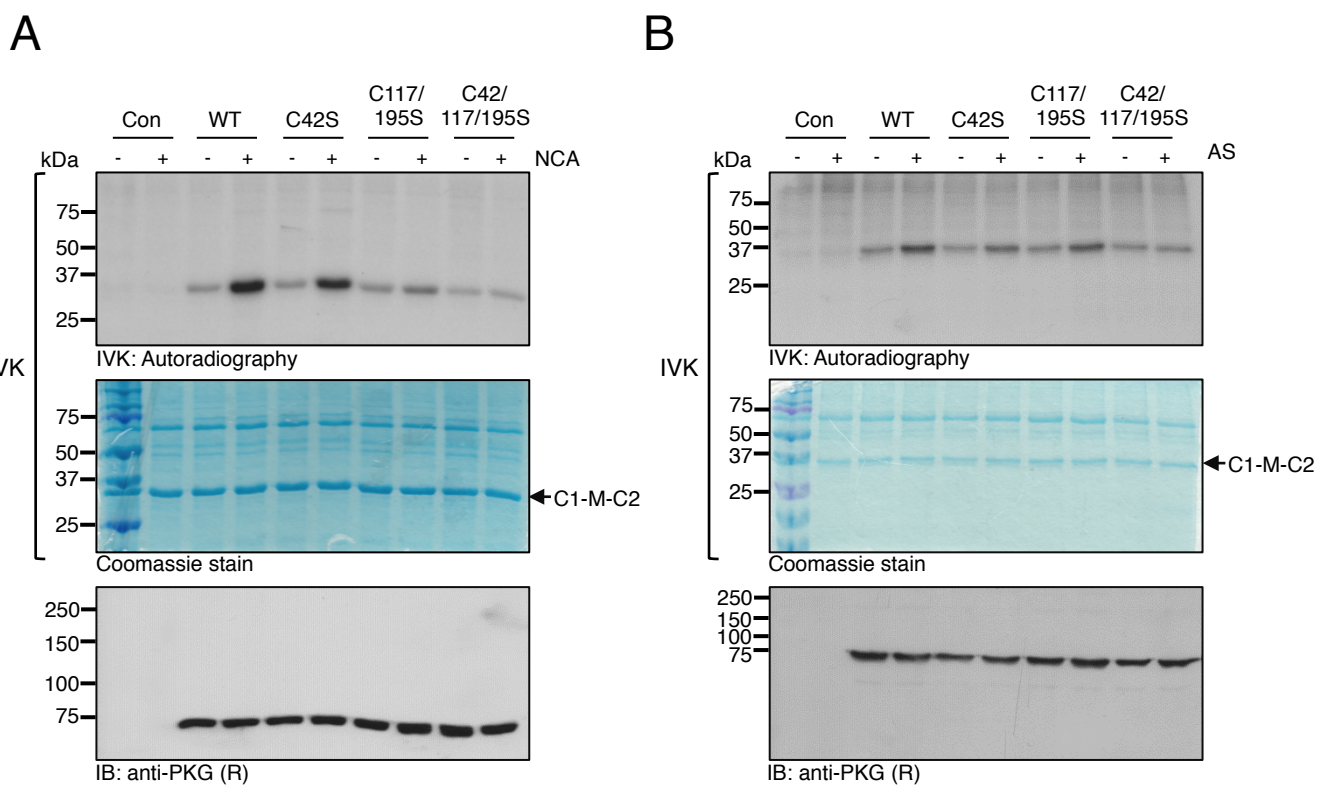 A
Con WT C42S C117/195S C42/117/195S
kDa - + - + - + - + - + NCA
75
50
37
25
IVK: Autoradiography
VK
75
50
37
25
C1-M-C2
Coomassie stain
250
150
100
75
IB: anti-PKG (R)
B
Con WT C42S C117/195S C42/117/195S
kDa - + - + - + - + - + AS
75
50
37
25
IVK: Autoradiography
IVK
75
50
37
25
C1-M-C2
Coomassie stain
250
150
100
75
IB: anti-PKG (R)